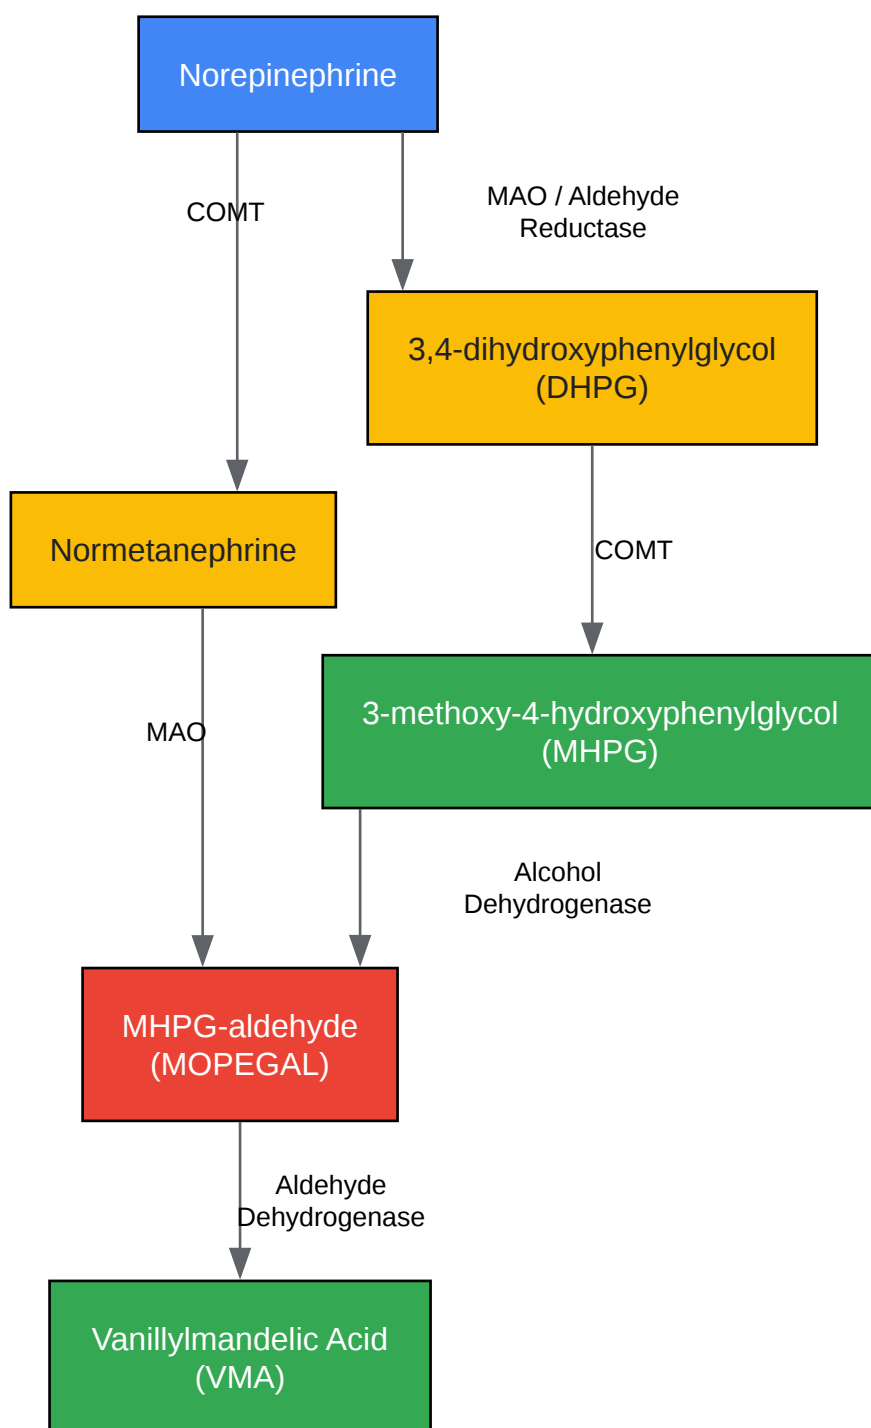 Norepinephrine
COMT
MAO / Aldehyde
Reductase
3,4-dihydroxyphenylglycol
(DHPG)
Normetanephrine
COMT
3-methoxy-4-hydroxyphenylglycol
(MHPG)
MAO
Alcohol
Dehydrogenase
MHPG-aldehyde
(MOPEGAL)
Aldehyde
Dehydrogenase
Vanillylmandelic Acid
(VMA)